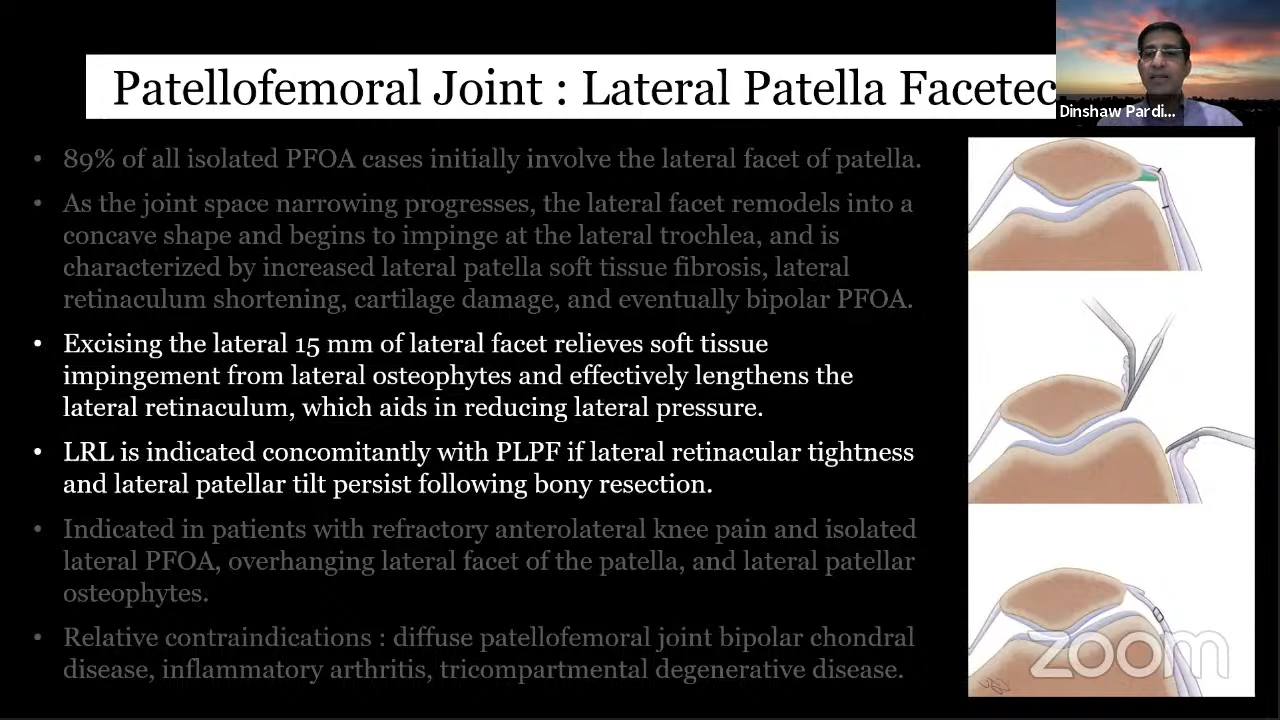 Patellofemoral Joint : Lateral Patella Facetec
Dinshaw Pardi...
• 89% of all isolated PFOA cases initially involve the lateral facet of patella.
• As the joint space narrowing progresses, the lateral facet remodels into a
concave shape and begins to impinge at the lateral trochlea, and is
characterized by increased lateral patella soft tissue fibrosis, lateral
retinaculum shortening, cartilage damage, and eventually bipolar PFOA.
• Excising the lateral 15 mm of lateral facet relieves soft tissue
impingement from lateral osteophytes and effectively lengthens the
lateral retinaculum, which aids in reducing lateral pressure.
• LRL is indicated concomitantly with PLPF if lateral retinacular tightness
and lateral patellar tilt persist following bony resection.
• Indicated in patients with refractory anterolateral knee pain and isolated
lateral PFOA, overhanging lateral facet of the patella, and lateral patellar
osteophytes.
• Relative contraindications : diffuse patellofemoral joint bipolar chondral
disease, inflammatory arthritis, tricompartmental degenerative disease.
zoom